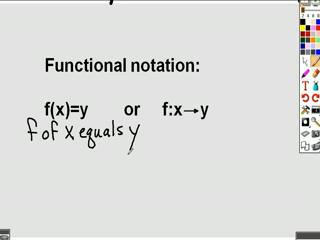 Functional notation:
f(x)=y or f:x→y
f of x equals y